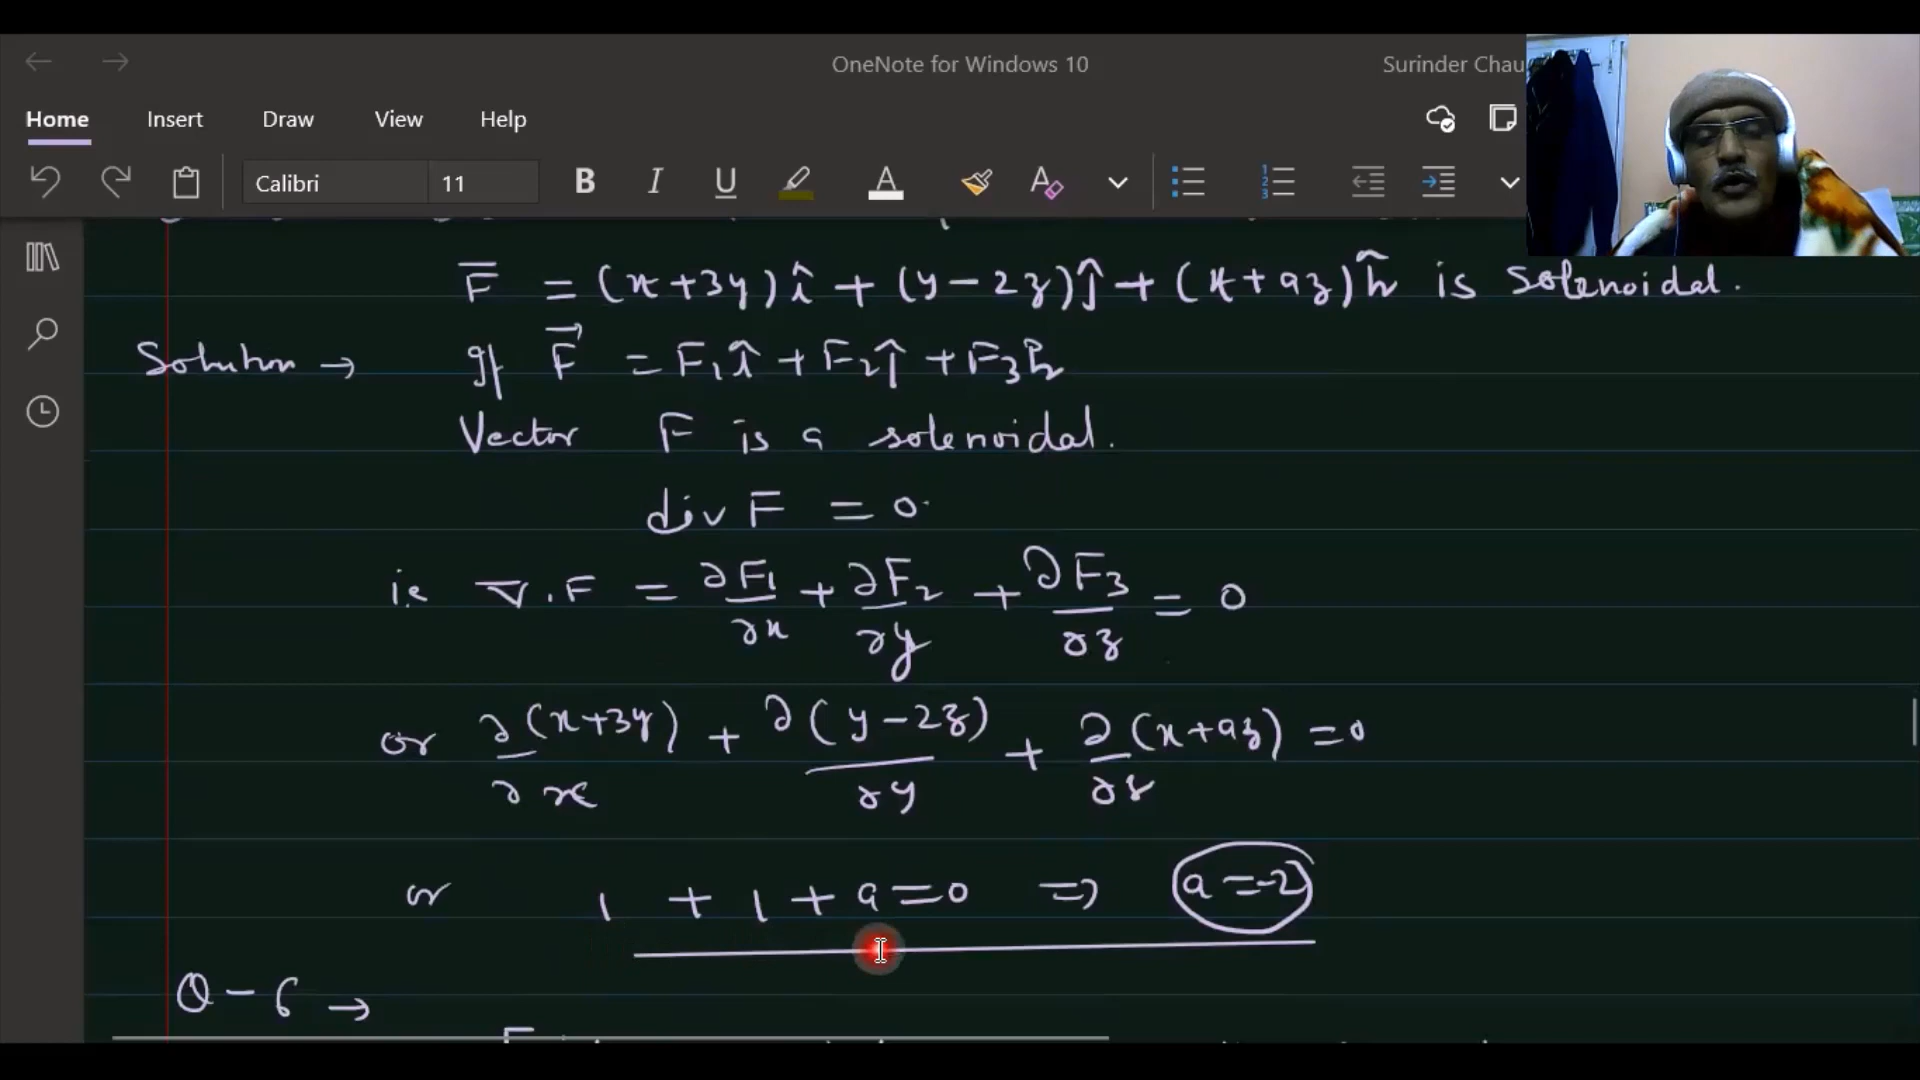 OneNote for Windows 10
Surinder Chau
Home Insert Draw View Help
Calibri 11 B I U A
F̅ = (x+3y)î + (y-2z)ĵ + (x+az)k̂ is solenoidal.
Solution → If F⃗ = F₁î + F₂ĵ + F₃k̂
Vector F is a solenoidal.
div F = 0.
i.e ∇.F = ∂F₁/∂x + ∂F₂/∂y + ∂F₃/∂z = 0
or ∂/∂x (x+3y) + ∂(y-2z)/∂y + ∂/∂z (x+az) = 0
or 1 + 1 + a = 0 ⇒ a = -2
Q-6 →